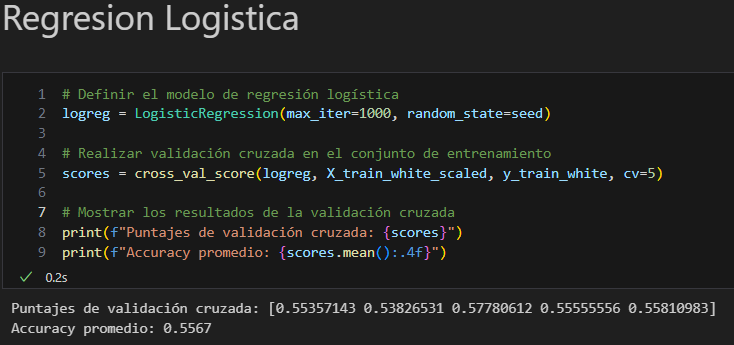 Regresion Logistica
1 # Definir el modelo de regresión logística
2 logreg = LogisticRegression(max_iter=1000, random_state=seed)
3
4 # Realizar validación cruzada en el conjunto de entrenamiento
5 scores = cross_val_score(logreg, X_train_white_scaled, y_train_white, cv=5)
6
7 # Mostrar los resultados de la validación cruzada
8 print(f"Puntajes de validación cruzada: {scores}")
9 print(f"Accuracy promedio: {scores.mean():.4f}")
0.2s
Puntajes de validación cruzada: [0.55357143 0.53826531 0.57780612 0.55555556 0.55810983]
Accuracy promedio: 0.5567